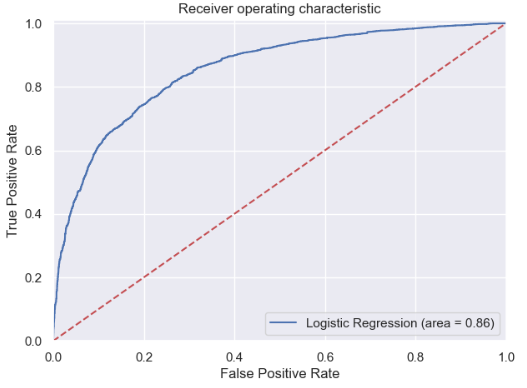 Receiver operating characteristic
1.0
0.8
0.6
0.4
0.2
0.0
True Positive Rate
Logistic Regression (area = 0.86)
0.0 0.2 0.4 0.6 0.8 1.0
False Positive Rate